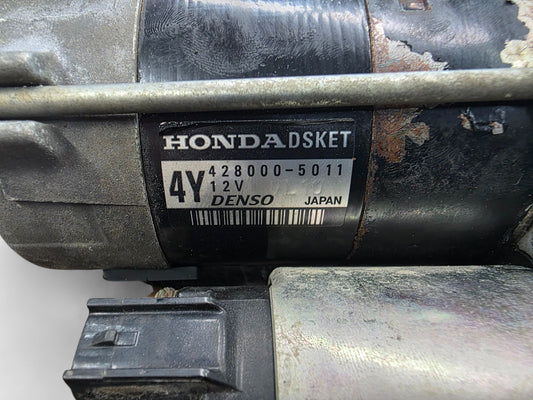 HONDA DSKET
4Y 428000-5011
12V
DENSO JAPAN